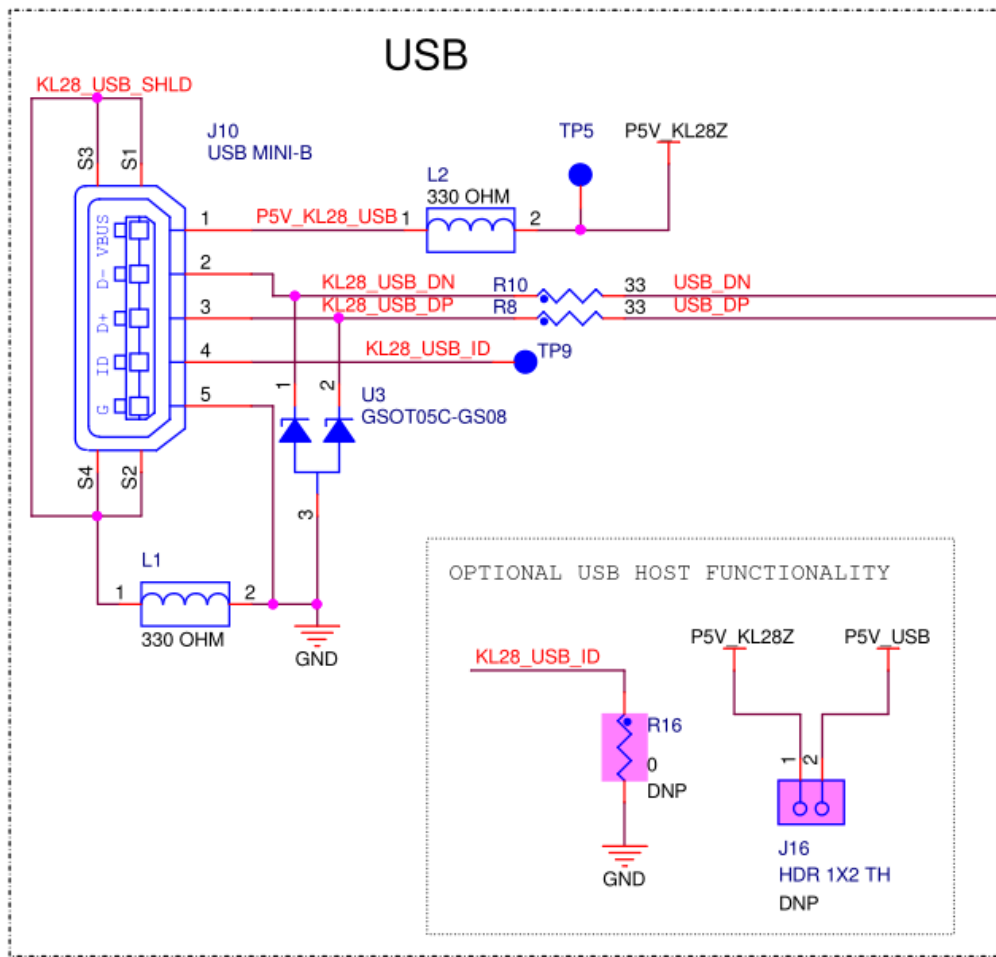 USB
KL28_USB_SHLD
J10
USB MINI-B
S3
S1
TP5
P5V_KL28Z
L2
330 OHM
VBUS
1
P5V_KL28_USB
1
2
D-
2
KL28_USB_DN
R10
33
USB_DN
D+
3
KL28_USB_DP
R8
33
USB_DP
ID
4
KL28_USB_ID
TP9
G
5
1
2
U3
GSOT05C-GS08
S4
S2
3
L1
1
2
330 OHM
GND
OPTIONAL USB HOST FUNCTIONALITY
KL28_USB_ID
P5V_KL28Z
P5V_USB
R16
0
DNP
GND
1
2
J16
HDR 1X2 TH
DNP